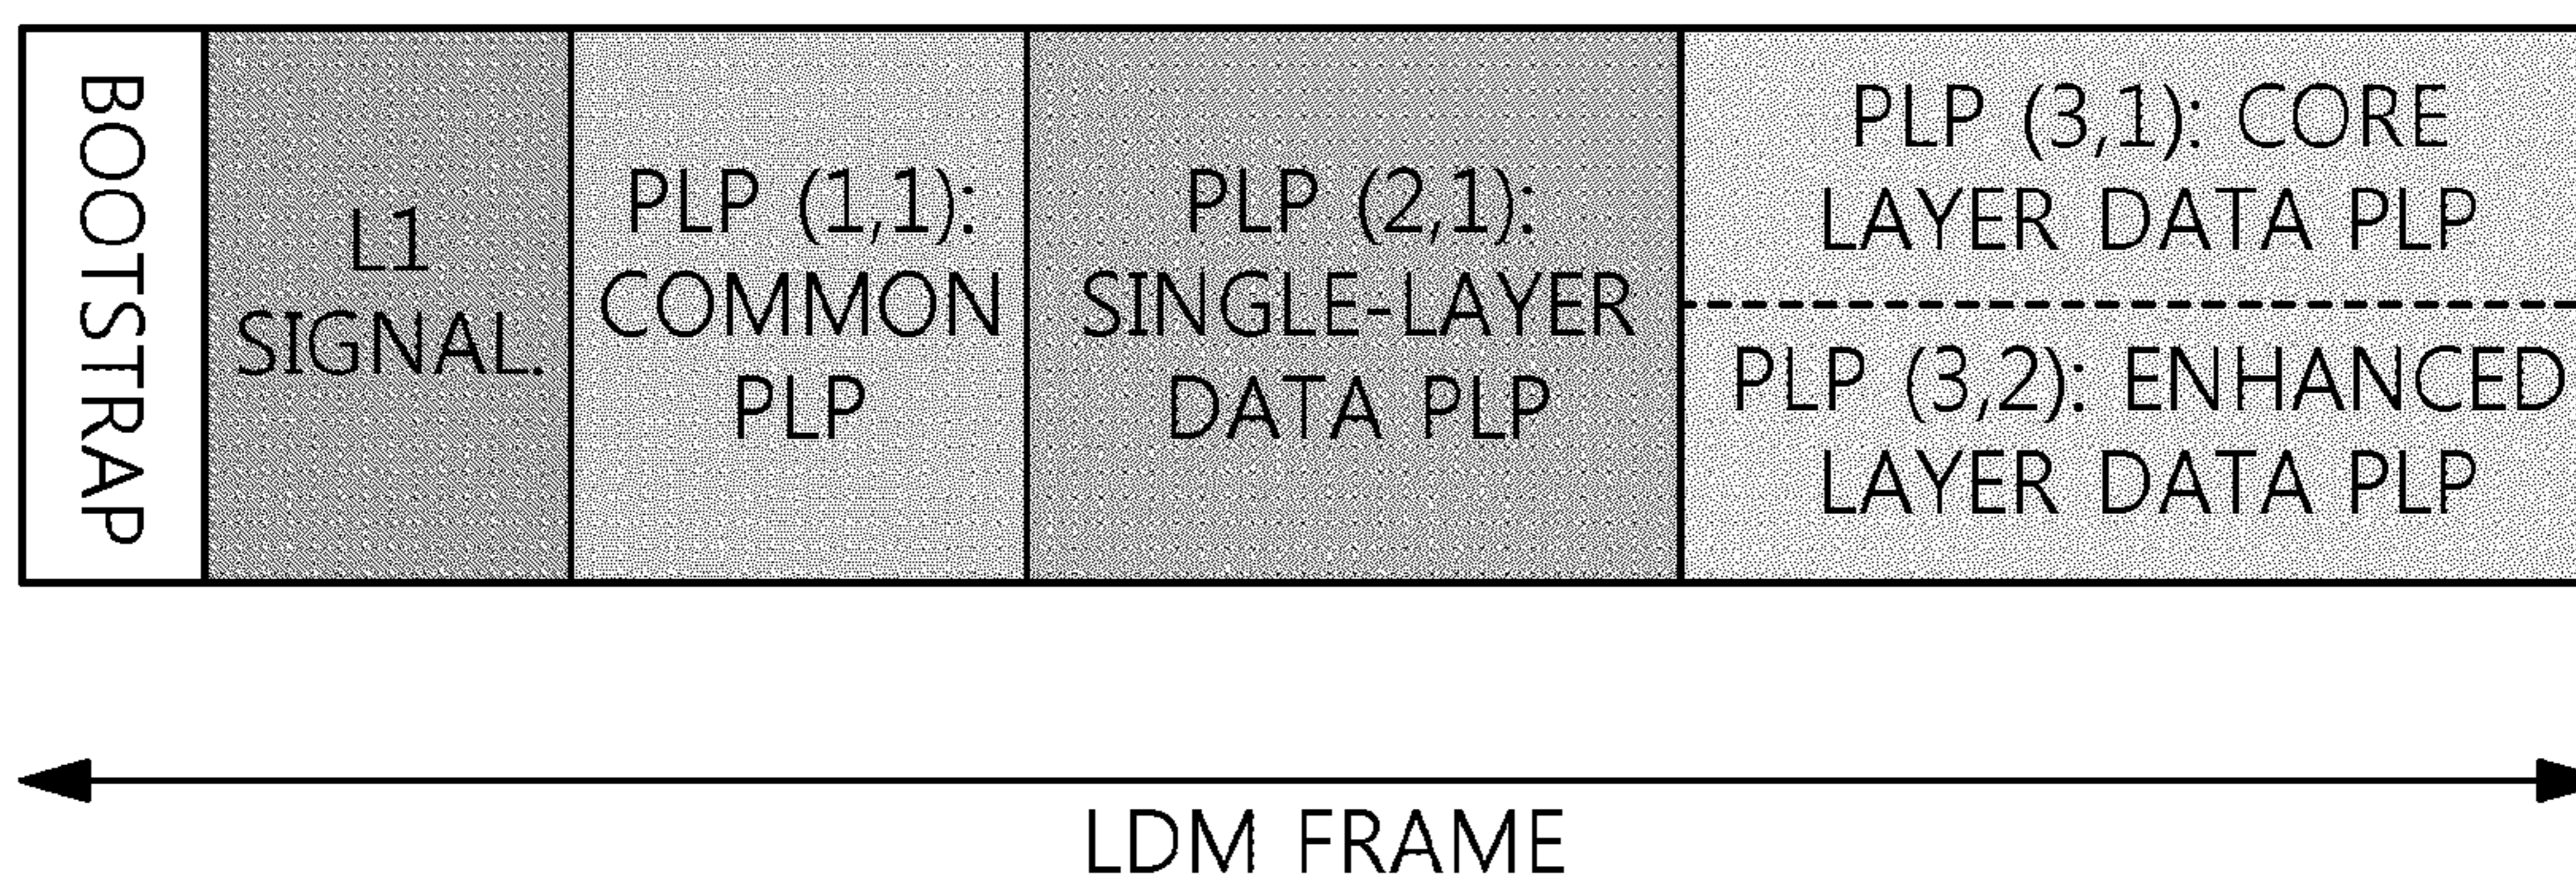 BOOTSTRAP
L1
SIGNAL.
PLP (1,1):
COMMON
PLP
PLP (2,1):
SINGLE-LAYER
DATA PLP
PLP (3,1): CORE
LAYER DATA PLP
PLP (3,2): ENHANCED
LAYER DATA PLP
LDM FRAME